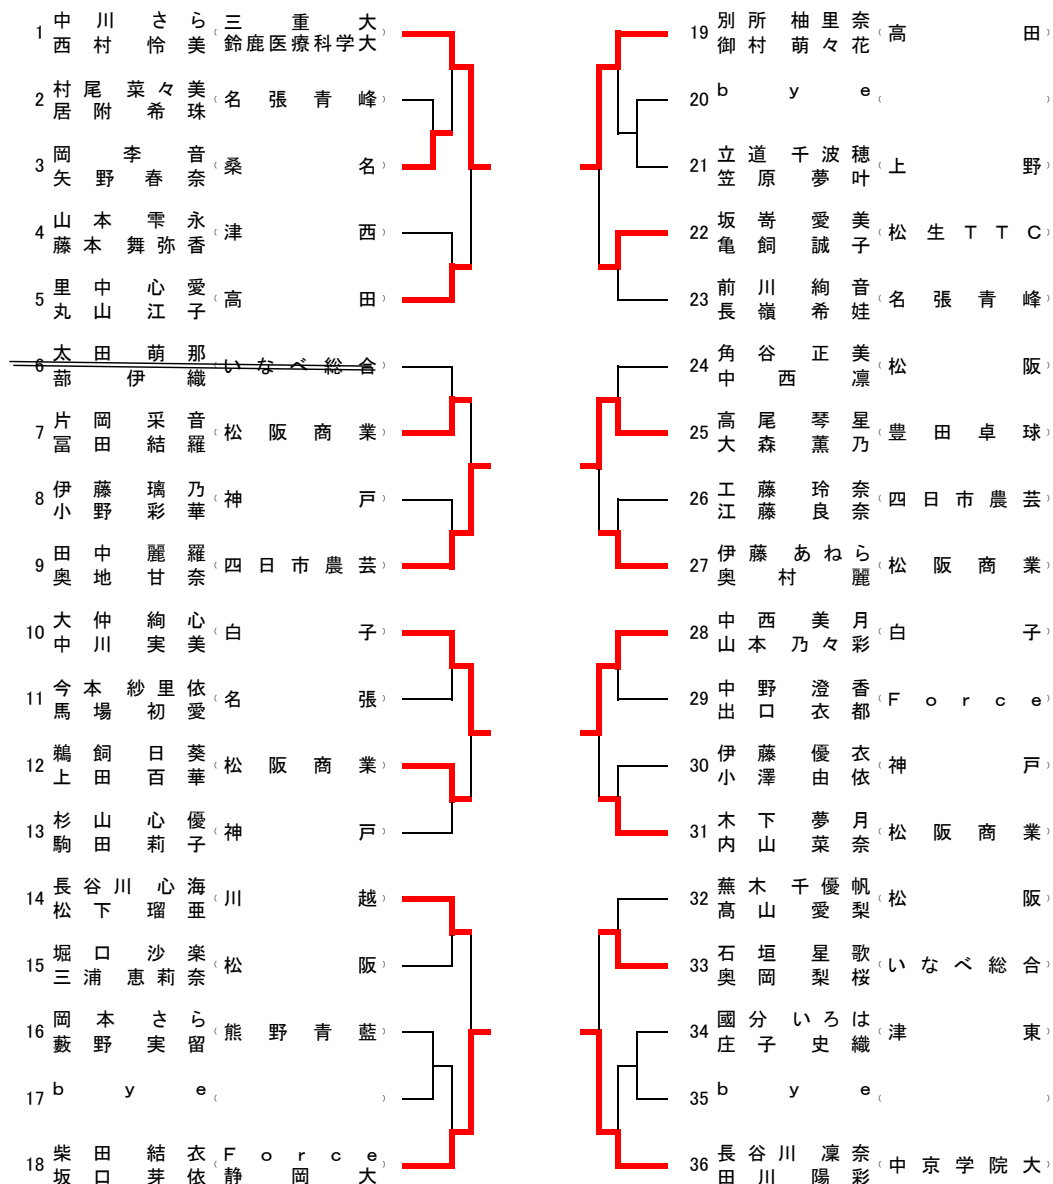 1 中川さら 三重大
西村怜美 鈴鹿医療科学大
2 村尾菜々美 (名張青峰)
居附希珠
3 岡李音 (桑名)
矢野春奈
4 山本雫永 (津西)
藤本舞弥香
5 里中心愛 (高田)
丸山江子
6 太田萌那 (いなべ総合)
蔀伊織
7 片岡采音 (松阪商業)
冨田結羅
8 伊藤璃乃 (神戸)
小野彩華
9 田中麗羅 (四日市農芸)
奥地甘奈
10 大仲絢心 (白子)
中川実美
11 今本紗里依 (名張)
馬場初愛
12 鵜飼日葵 (松阪商業)
上田百華
13 杉山心優 (神戸)
駒田莉子
14 長谷川心海 (川越)
松下瑠亜
15 堀口沙楽 (松阪)
三浦恵莉奈
16 岡本さら (熊野青藍)
藪野実留
17 bye ( )
18 柴田結衣 Force
坂口芽依 静岡大
19 別所柚里奈 (高田)
御村萌々花
20 bye ( )
21 立道千波穂 (上野)
笠原夢叶
22 坂嵜愛美 (松生TTC)
亀飼誠子
23 前川絢音 (名張青峰)
長嶺希娃
24 角谷正美 (松阪)
中西凛
25 高尾琴星 (豊田卓球)
大森薫乃
26 工藤玲奈 (四日市農芸)
江藤良奈
27 伊藤あねら (松阪商業)
奥村麗
28 中西美月 (白子)
山本乃々彩
29 中野澄香 (Force)
出口衣都
30 伊藤優衣 (神戸)
小澤由依
31 木下夢月 (松阪商業)
内山菜奈
32 蕪木千優帆 (松阪)
髙山愛梨
33 石垣星歌 (いなべ総合)
奥岡梨桜
34 國分いろは (津東)
庄子史織
35 bye ( )
36 長谷川凜奈 (中京学院大)
田川陽彩